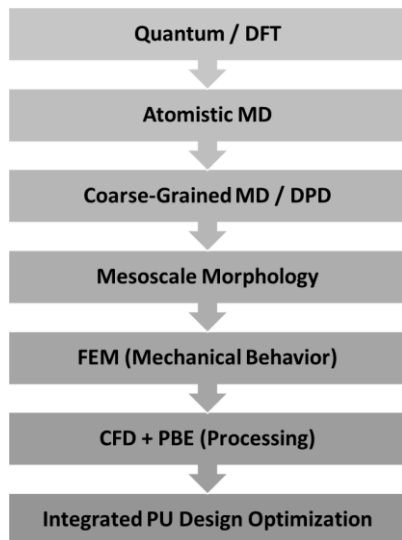 Quantum / DFT
Atomistic MD
Coarse-Grained MD / DPD
Mesoscale Morphology
FEM (Mechanical Behavior)
CFD + PBE (Processing)
Integrated PU Design Optimization